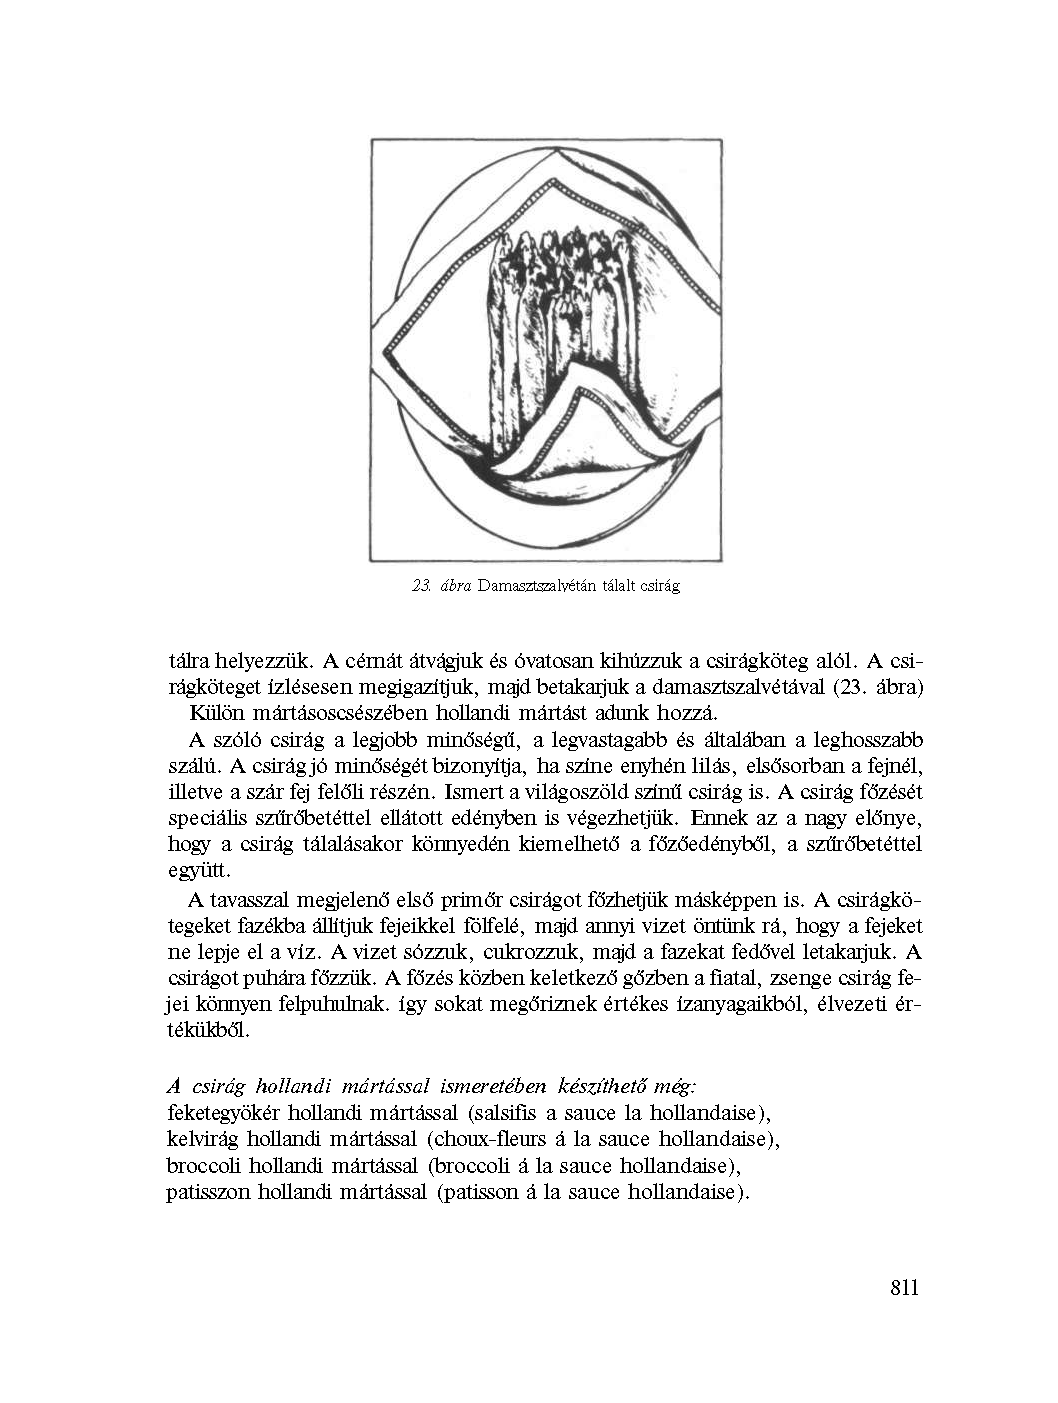 23. ábra Damasztszalvétán tálalt csirág
tálra helyezzük. A cérnát átvágjuk és óvatosan kihúzzuk a csirágköteg alól. A csi-
rágköteget ízlésesen megigazítjuk, majd betakarjuk a damasztszalvétával (23. ábra)
Külön mártásoscsészében hollandi mártást adunk hozzá.
A szóló csirág a legjobb minőségű, a legvastagabb és általában a leghosszabb
szálú. A csirág jó minőségét bizonyítja, ha színe enyhén lilás, elsősorban a fejnél,
illetve a szár fej felőli részén. Ismert a világoszöld színű csirág is. A csirág főzését
speciális szűrőbetéttel ellátott edényben is végezhetjük. Ennek az a nagy előnye,
hogy a csirág tálalásakor könnyedén kiemelhető a főzőedényből, a szűrőbetéttel
együtt.
A tavasszal megjelenő első primőr csirágot főzhetjük másképpen is. A csirágkö-
tegeket fazékba állítjuk fejeikkel fölfelé, majd annyi vizet öntünk rá, hogy a fejeket
ne lepje el a víz. A vizet sózzuk, cukrozzuk, majd a fazekat fedővel letakarjuk. A
csirágot puhára főzzük. A főzés közben keletkező gőzben a fiatal, zsenge csirág fe-
jei könnyen felpuhulnak. így sokat megőriznek értékes ízanyagaikból, élvezeti ér-
tékükből.
A csirág hollandi mártással ismeretében készíthető még:
feketegyökér hollandi mártással (salsifis a sauce la hollandaise),
kelvirág hollandi mártással (choux-fleurs á la sauce hollandaise),
broccoli hollandi mártással (broccoli á la sauce hollandaise),
patisszon hollandi mártással (patisson á la sauce hollandaise).
811